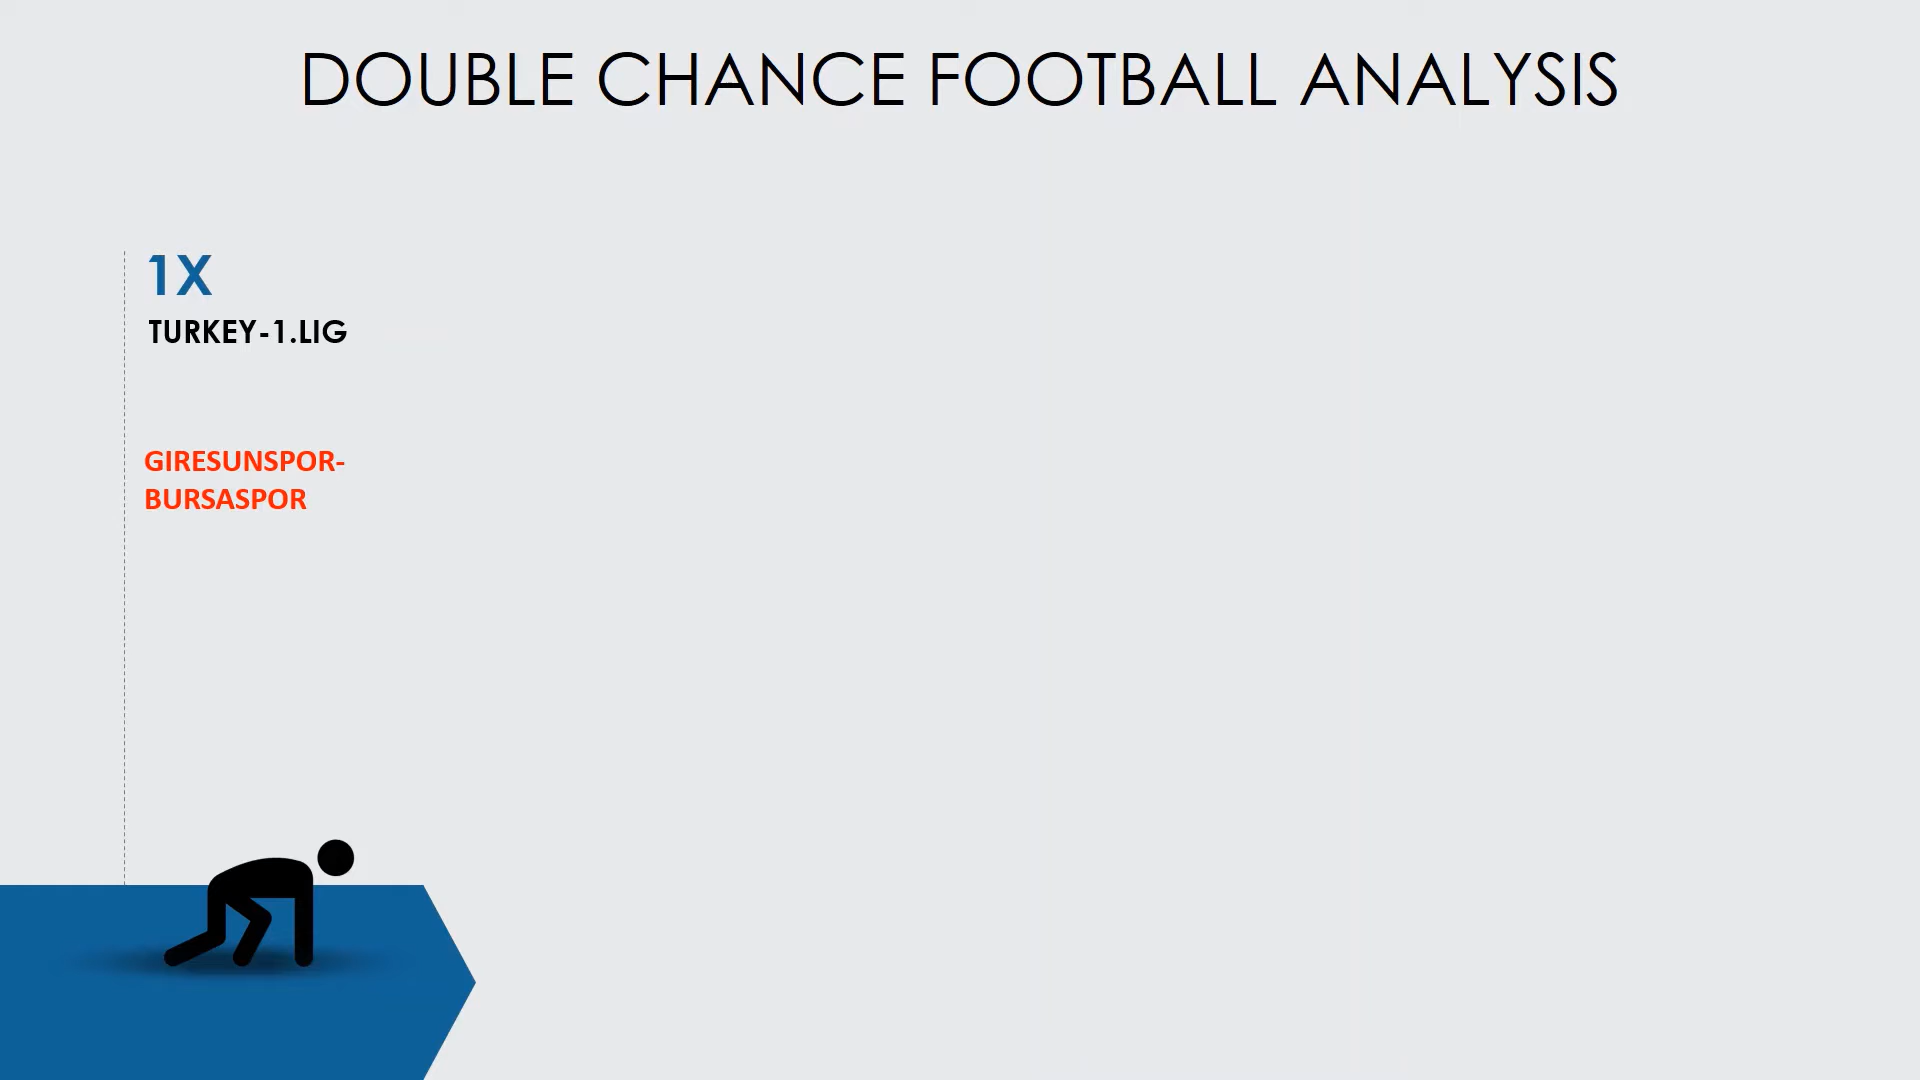 DOUBLE CHANCE FOOTBALL ANALYSIS
1X
TURKEY-1.LIG
GIRESUNSPOR-
BURSASPOR